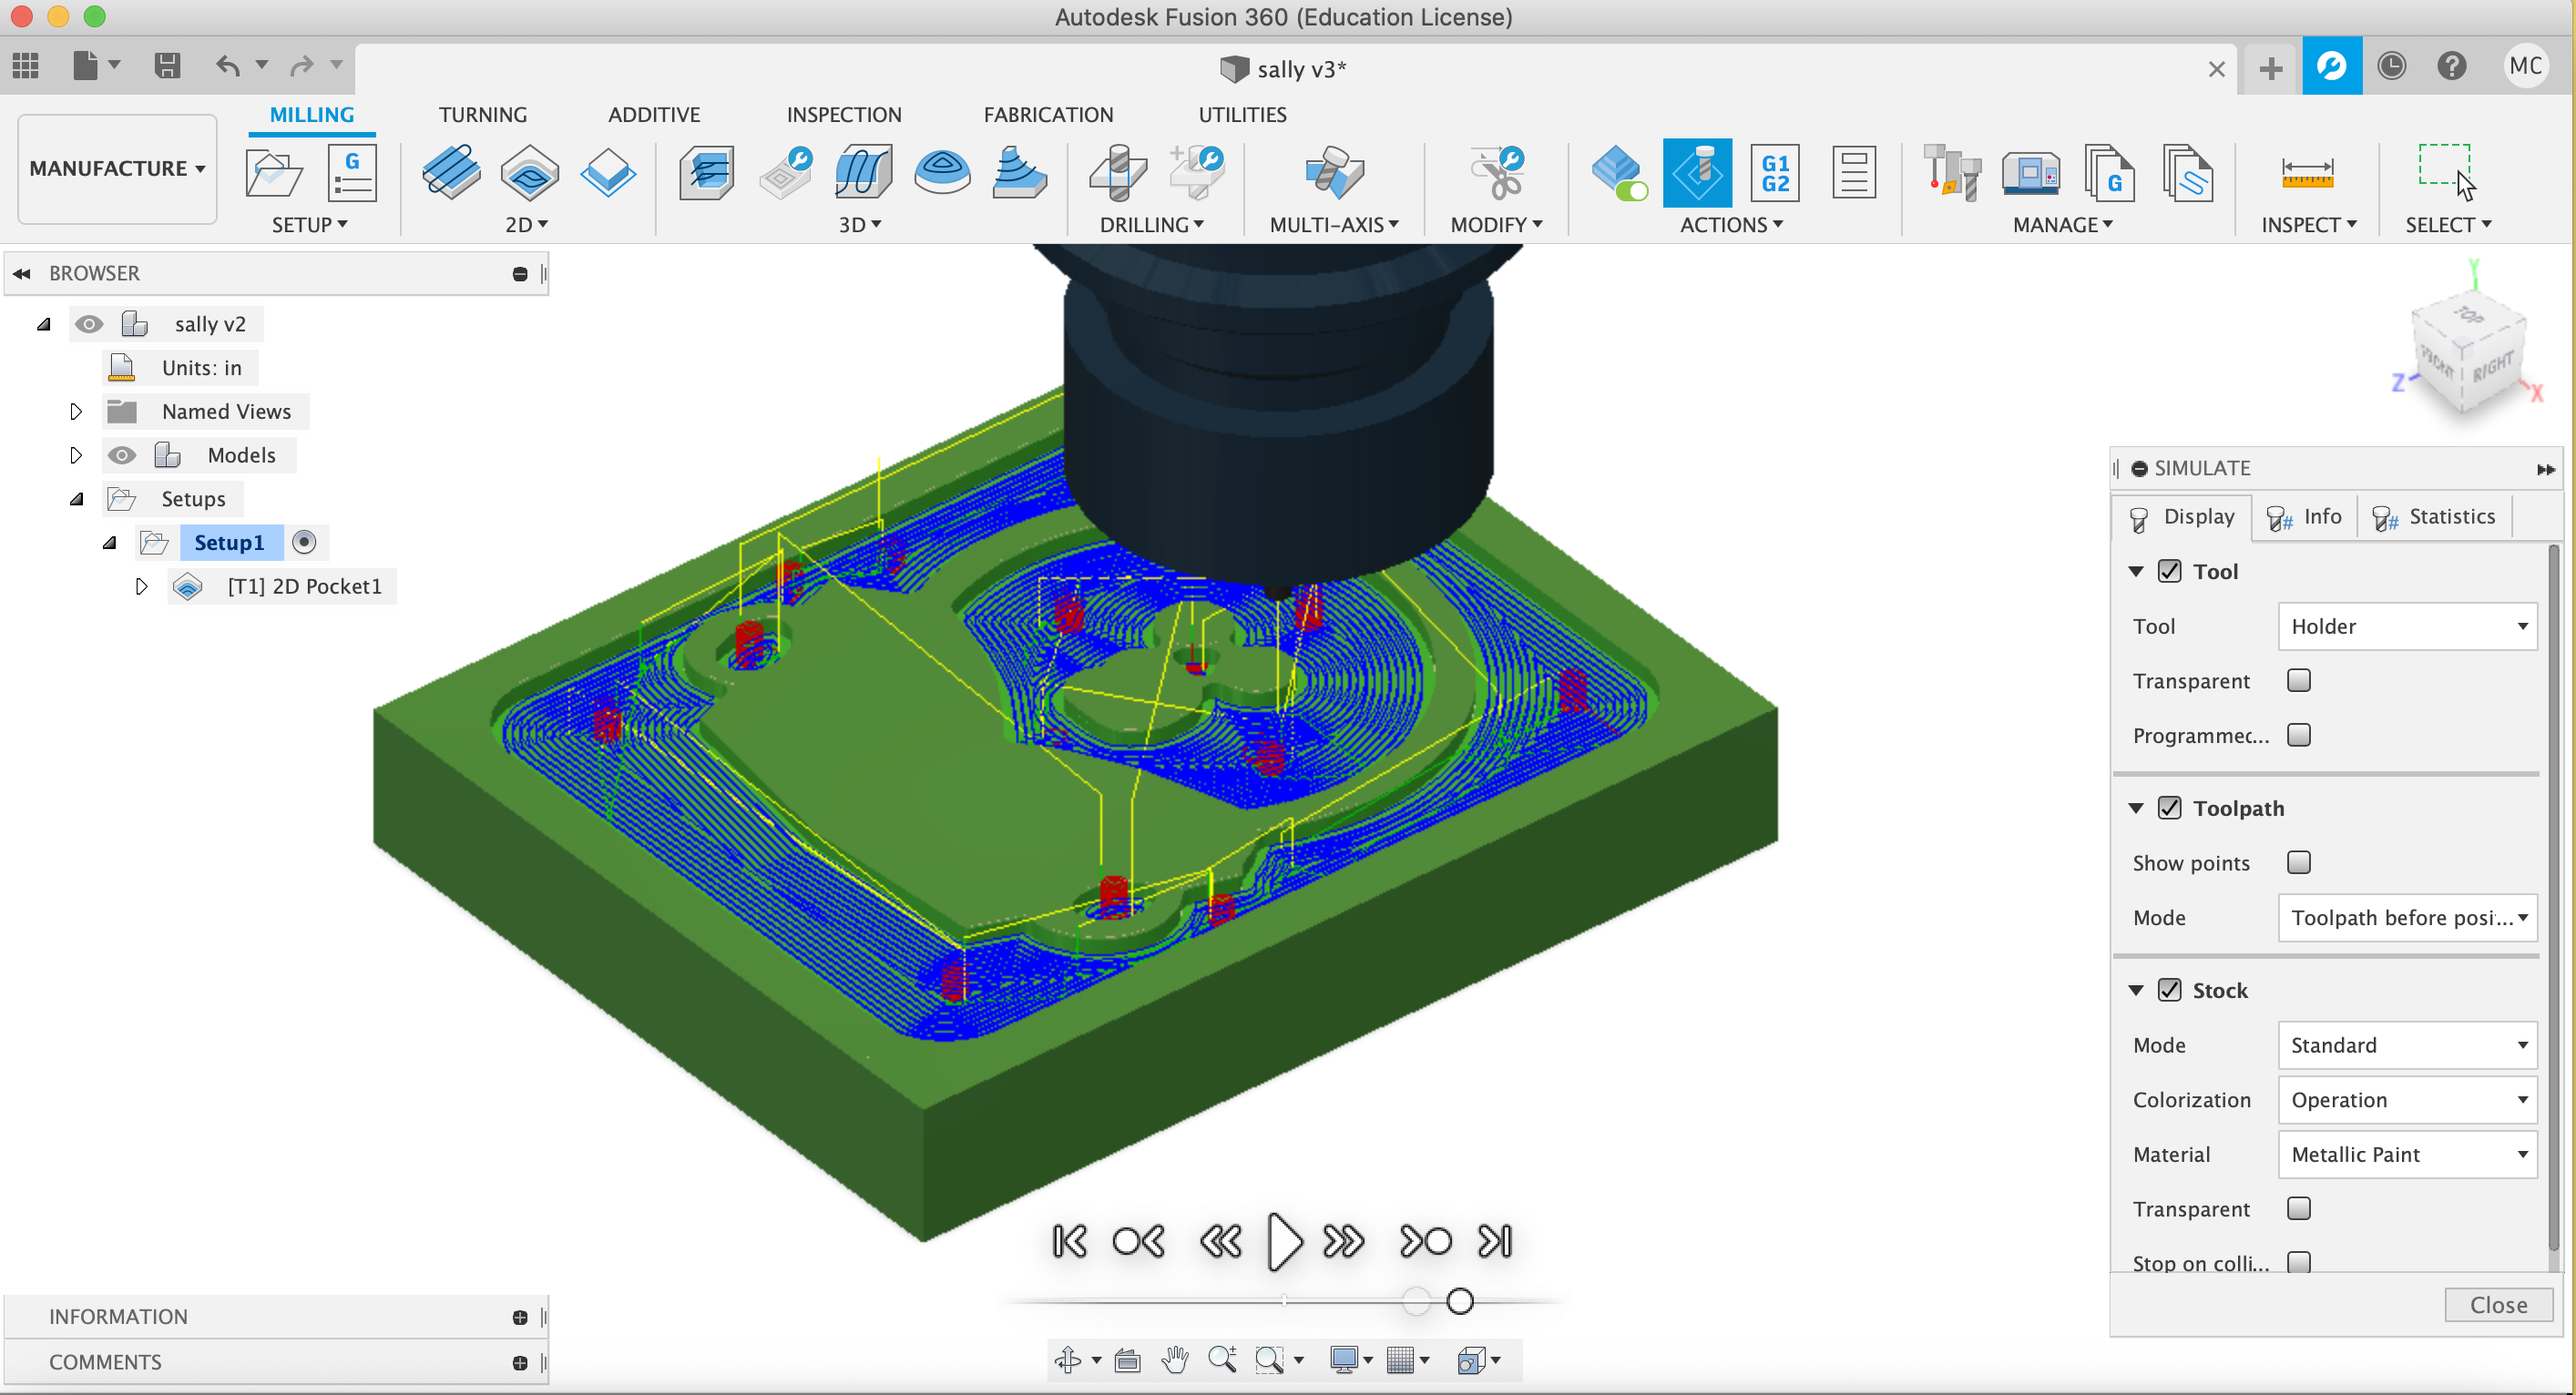 Autodesk Fusion 360 (Education License)
sally v3*
MC
MILLING
TURNING
ADDITIVE
INSPECTION
FABRICATION
UTILITIES
MANUFACTURE
G
G1
G2
G
SETUP
2D
3D
DRILLING
MULTI-AXIS
MODIFY
ACTIONS
MANAGE
INSPECT
SELECT
BROWSER
sally v2
Units: in
Named Views
Models
Setups
Setup1
[T1] 2D Pocket1
Y
TOP
FRONT
RIGHT
Z
X
SIMULATE
Display
# Info
# Statistics
Tool
Tool
Holder
Transparent
Programmec...
Toolpath
Show points
Mode
Toolpath before posi...
Stock
Mode
Standard
Colorization
Operation
Material
Metallic Paint
Transparent
Stop on colli...
Close
INFORMATION
COMMENTS